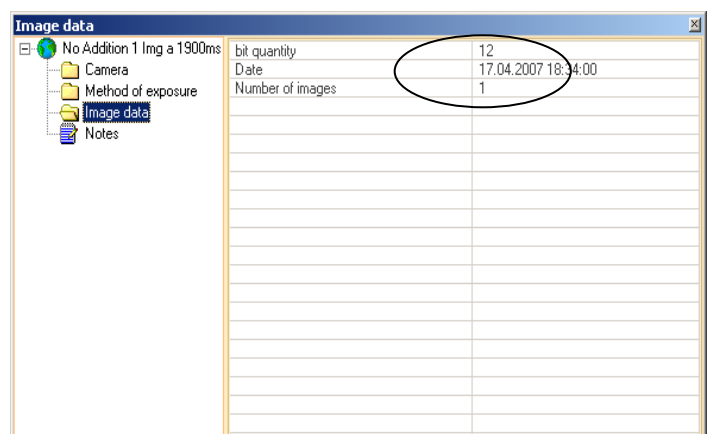 Image data
No Addition 1 Img a 1900ms
Camera
Method of exposure
Image data
Notes
bit quantity 12
Date 17.04.2007 18:34:00
Number of images 1